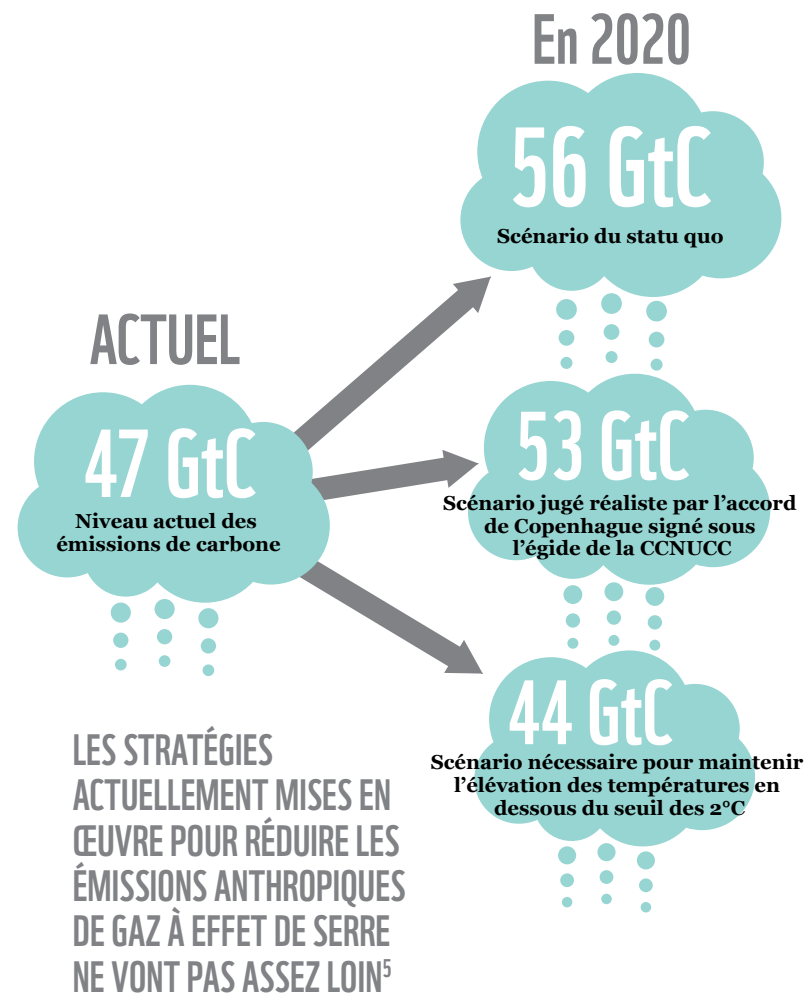 En 2020
56 GtC
Scénario du statu quo
ACTUEL
47 GtC
Niveau actuel des
émissions de carbone
53 GtC
Scénario jugé réaliste par l’accord
de Copenhague signé sous
l’égide de la CCNUCC
44 GtC
Scénario nécessaire pour maintenir
l’élévation des températures en
dessous du seuil des 2°C
LES STRATÉGIES
ACTUELLEMENT MISES EN
ŒUVRE POUR RÉDUIRE LES
ÉMISSIONS ANTHROPIQUES
DE GAZ À EFFET DE SERRE
NE VONT PAS ASSEZ LOIN⁵